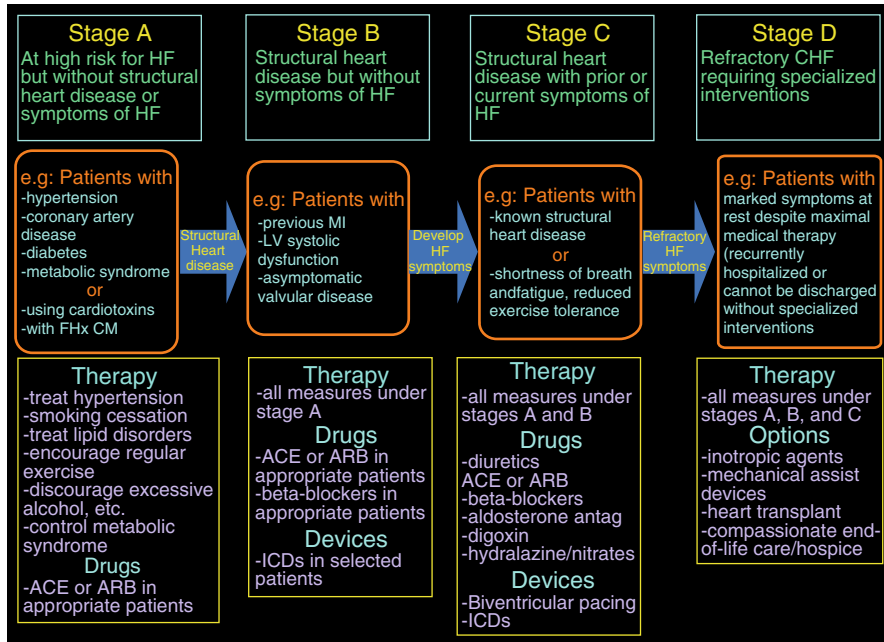 Stage A
At high risk for HF
but without structural
heart disease or
symptoms of HF
Stage B
Structural heart
disease but without
symptoms of HF
Stage C
Structural heart
disease with prior or
current symptoms of
HF
Stage D
Refractory CHF
requiring specialized
interventions
e.g: Patients with
-hypertension
-coronary artery
disease
-diabetes
-metabolic syndrome
or
-using cardiotoxins
-with FHx CM
Structural
Heart
disease
e.g: Patients with
-previous MI
-LV systolic
dysfunction
-asymptomatic
valvular disease
Develop
HF
symptoms
e.g: Patients with
-known structural
heart disease
or
-shortness of breath
andfatigue, reduced
exercise tolerance
Refractory
HF
symptoms
e.g: Patients with
marked symptoms at
rest despite maximal
medical therapy
(recurrently
hospitalized or
cannot be discharged
without specialized
interventions
Therapy
-treat hypertension
-smoking cessation
-treat lipid disorders
-encourage regular
exercise
-discourage excessive
alcohol, etc.
-control metabolic
syndrome
Drugs
-ACE or ARB in
appropriate patients
Therapy
-all measures under
stage A
Drugs
-ACE or ARB in
appropriate patients
-beta-blockers in
appropriate patients
Devices
-ICDs in selected
patients
Therapy
-all measures under
stages A and B
Drugs
-diuretics
ACE or ARB
-beta-blockers
-aldosterone antag
-digoxin
-hydralazine/nitrates
Devices
-Biventricular pacing
-ICDs
Therapy
-all measures under
stages A, B, and C
Options
-inotropic agents
-mechanical assist
devices
-heart transplant
-compassionate end-
of-life care/hospice